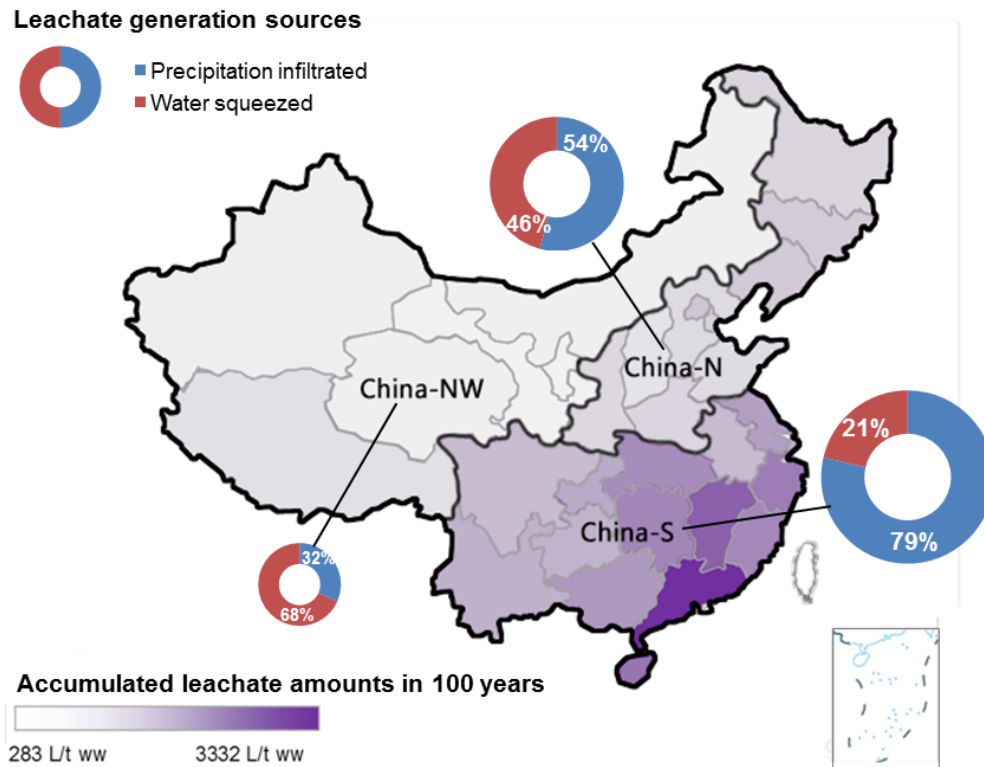 Leachate generation sources
Precipitation infiltrated
Water squeezed
54%
46%
China-N
China-NW
21%
China-S
79%
32%
68%
Accumulated leachate amounts in 100 years
283 L/t ww
3332 L/t ww